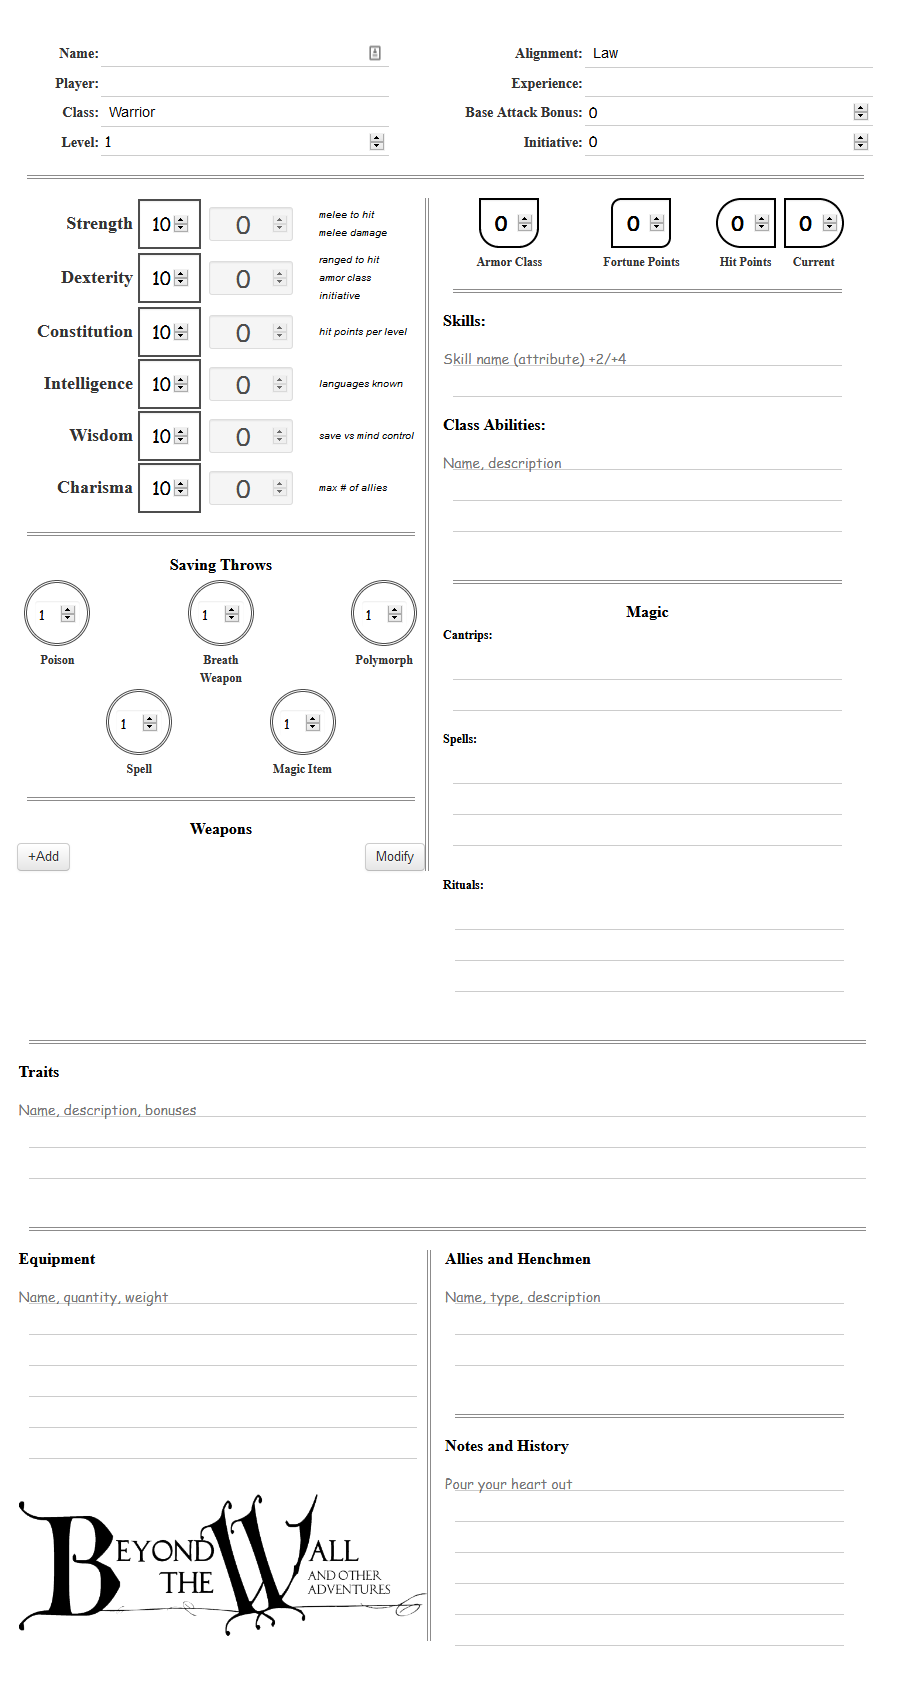 Name:
Player:
Class: Warrior
Level: 1
Alignment: Law
Experience:
Base Attack Bonus: 0
Initiative: 0
Strength 10 0 melee to hit
melee damage
Dexterity 10 0 ranged to hit
amor class
initiative
Constitution 10 0 hit points per level
Intelligence 10 0 languages known
Wisdom 10 0 save vs mind control
Charisma 10 0 max # of allies
Saving Throws
1 1 1
Poison Breath Weapon Polymorph
1 1
Spell Magic Item
Weapons
+Add Modify
0 0 0 0
Armor Class Fortune Points Hit Points Current
Skills:
Skill name (attribute) +2/+4
Class Abilities:
Name, description
Magic
Cantrips:
Spells:
Rituals:
Traits
Name, description, bonuses
Equipment
Name, quantity, weight
BEYOND THE WALL
AND OTHER
ADVENTURES
Allies and Henchmen
Name, type, description
Notes and History
Pour your heart out